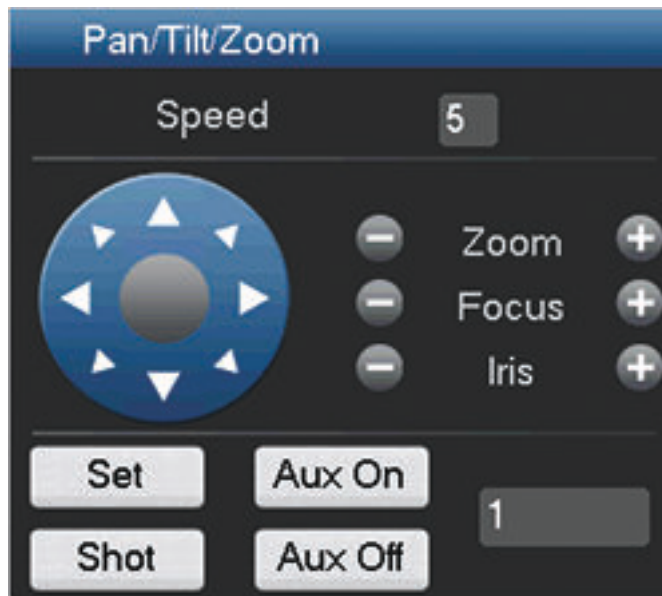 Pan/Tilt/Zoom
Speed 5
Zoom
Focus
Iris
Set Aux On
1
Shot Aux Off